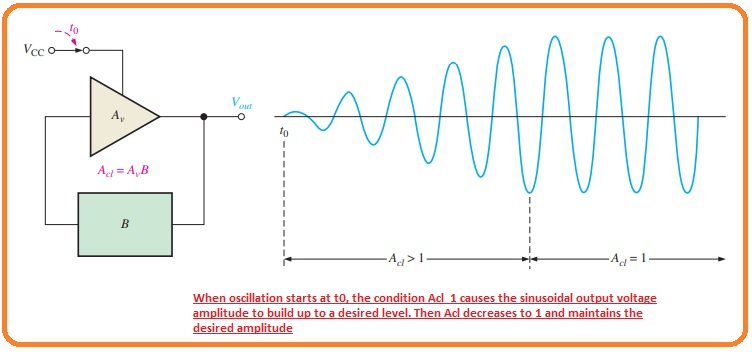 t0
VCC
Av
Vout
Acl = AvB
B
t0
Acl > 1
Acl = 1
When oscillation starts at t0, the condition Acl  1 causes the sinusoidal output voltage
amplitude to build up to a desired level. Then Acl decreases to 1 and maintains the
desired amplitude